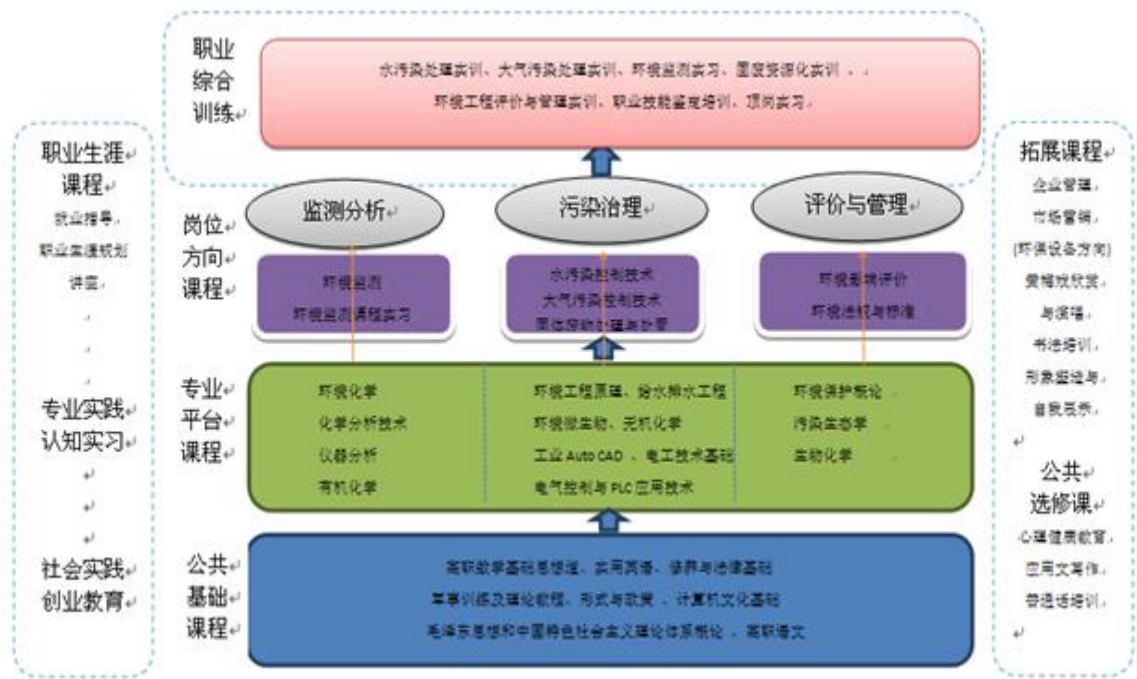 职业
综合
训练
水污染处理实训、大气污染处理实训、环境监测实习、固废资源化实训 、
环境工程评价与管理实训、职业技能鉴定培训、顶岗实习
职业生涯
课程
就业指导
职业生涯规划
讲座
专业实践
认知实习
社会实践
创业教育
岗位
方向
课程
监测分析
污染治理
评价与管理
环境监测
环境监测课程实习
水污染控制技术
大气污染控制技术
固体废物处理与处置
环境影响评价
环境法规与标准
专业
平台
课程
环境化学
化学分析技术
仪器分析
有机化学
环境工程原理、给水排水工程
环境微生物、无机化学
工业 Auto CAD 、电工技术基础
电气控制与 PLC 应用技术
环境保护概论
污染生态学
生物化学
公共
基础
课程
高职数学基础思想道、实用英语、修养与法律基础
军事训练及理论教程、形式与政策 、计算机文化基础
毛泽东思想和中国特色社会主义理论体系概论 、高职语文
拓展课程
企业管理
市场营销
(环保设备方向)
黄梅戏欣赏
与演唱
书法培训
形象塑造与
自我展示
公共
选修课
心理健康教育
应用文写作
普通话培训